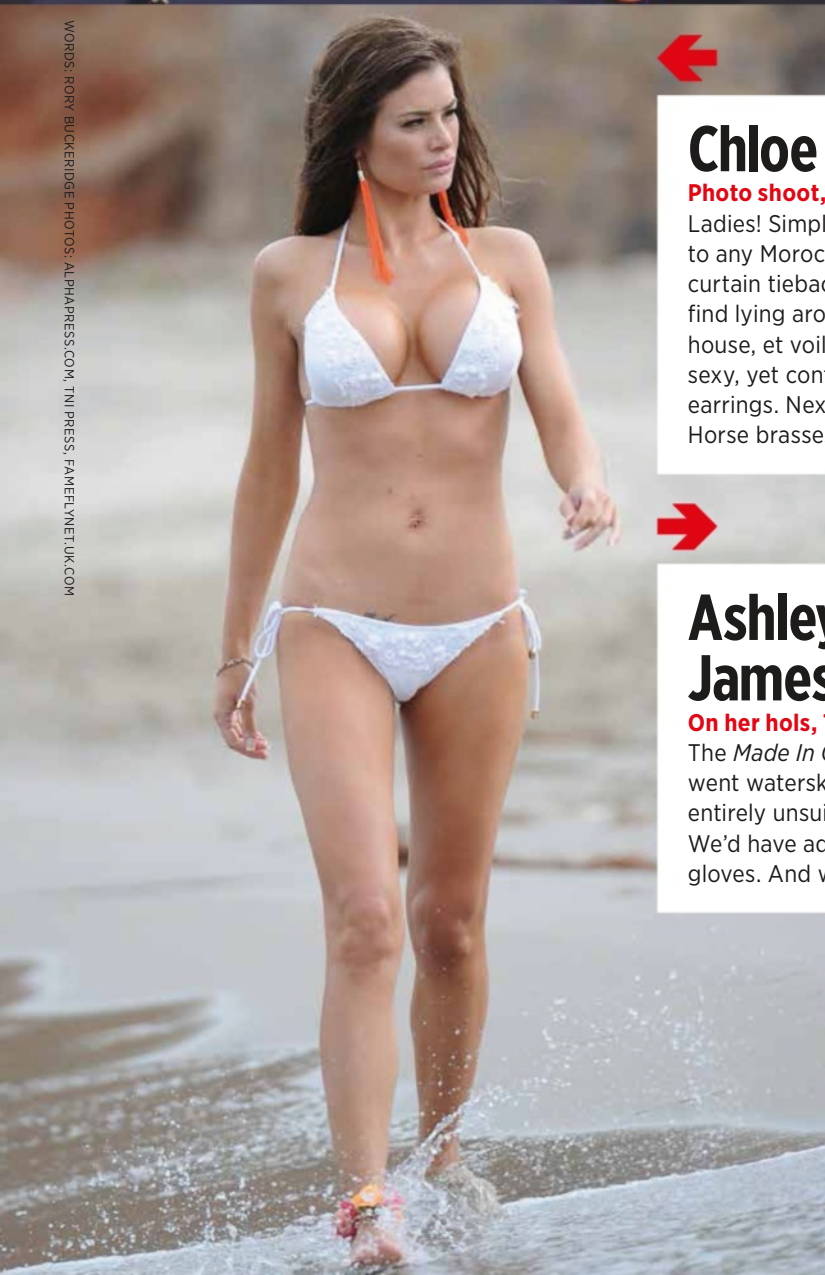 WORDS: RORY BUCKERIDGE PHOTOS: ALPHAPRESS.COM, TNI PRESS, FAMEFLYNET.UK.COM
Chloe
Photo shoot,
Ladies! Simpl
to any Moroc
curtain tieba
find lying aro
house, et voil
sexy, yet con
earrings. Nex
Horse brasse
Ashley
James
On her hols,
The Made In
went watersk
entirely unsui
We'd have ad
gloves. And w